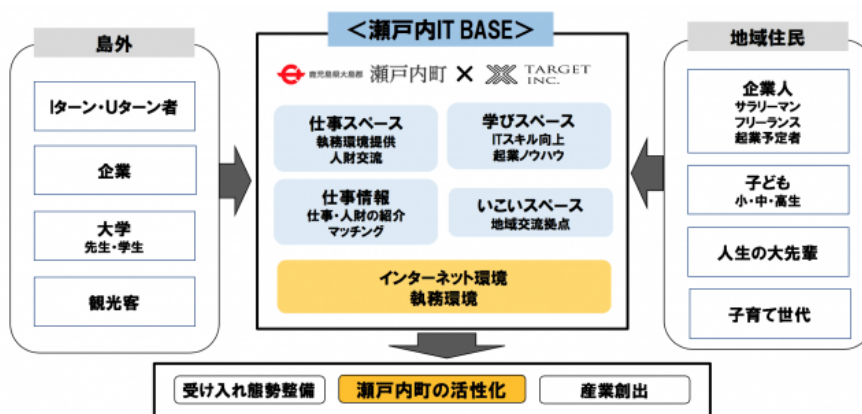 島外
Iターン・Uターン者
企業
大学
先生・学生
観光客
＜瀬戸内IT BASE＞
鹿児島県大島郡 瀬戸内町 × TARGET INC.
仕事スペース
執務環境提供
人財交流
学びスペース
ITスキル向上
起業ノウハウ
仕事情報
仕事・人財の紹介
マッチング
いこいスペース
地域交流拠点
インターネット環境
執務環境
地域住民
企業人
サラリーマン
フリーランス
起業予定者
子ども
小・中・高生
人生の大先輩
子育て世代
受け入れ態勢整備
瀬戸内町の活性化
産業創出